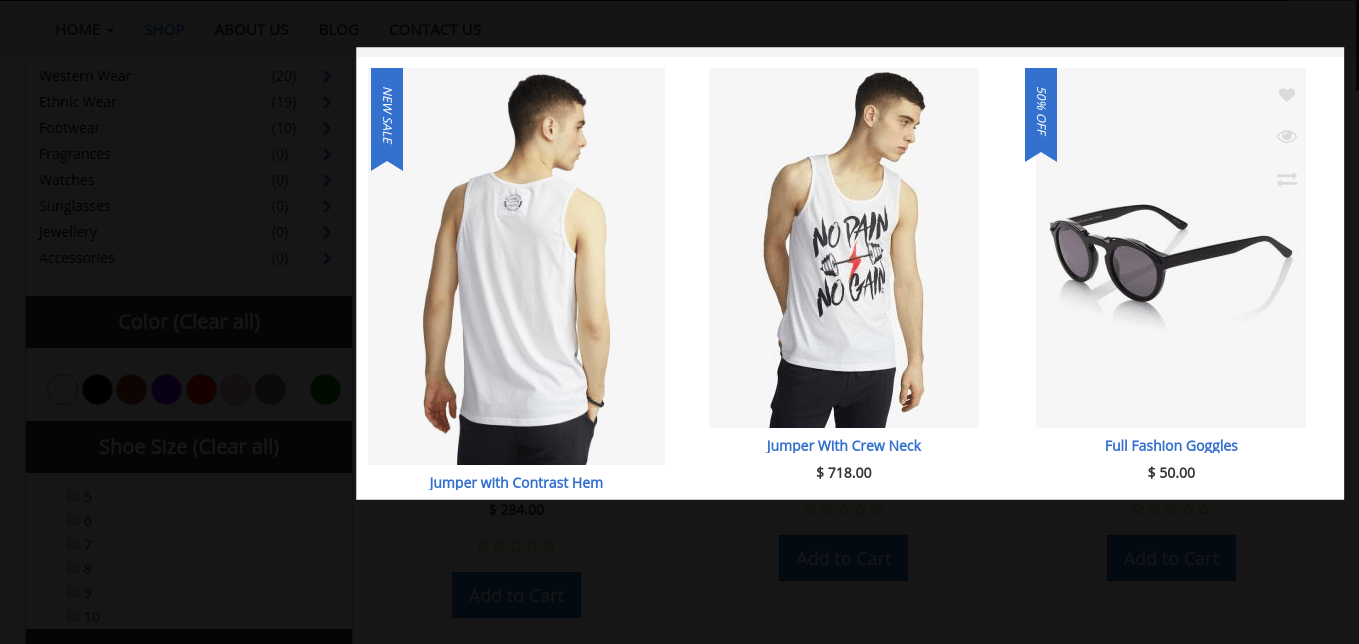 HOME
SHOP
ABOUT US
BLOG
CONTACT US
Western Wear (20)
Ethnic Wear (19)
Footwear (10)
Fragrances (0)
Watches (0)
Sunglasses (0)
Jewellery (0)
Accessories (0)
Color (Clear all)
Shoe Size (Clear all)
5
6
7
8
9
10
NEW SALE
Jumper with Contrast Hem
$ 284.00
Add to Cart
NO PAIN
NO GAIN
Jumper With Crew Neck
$ 718.00
Add to Cart
50% OFF
Full Fashion Goggles
$ 50.00
Add to Cart